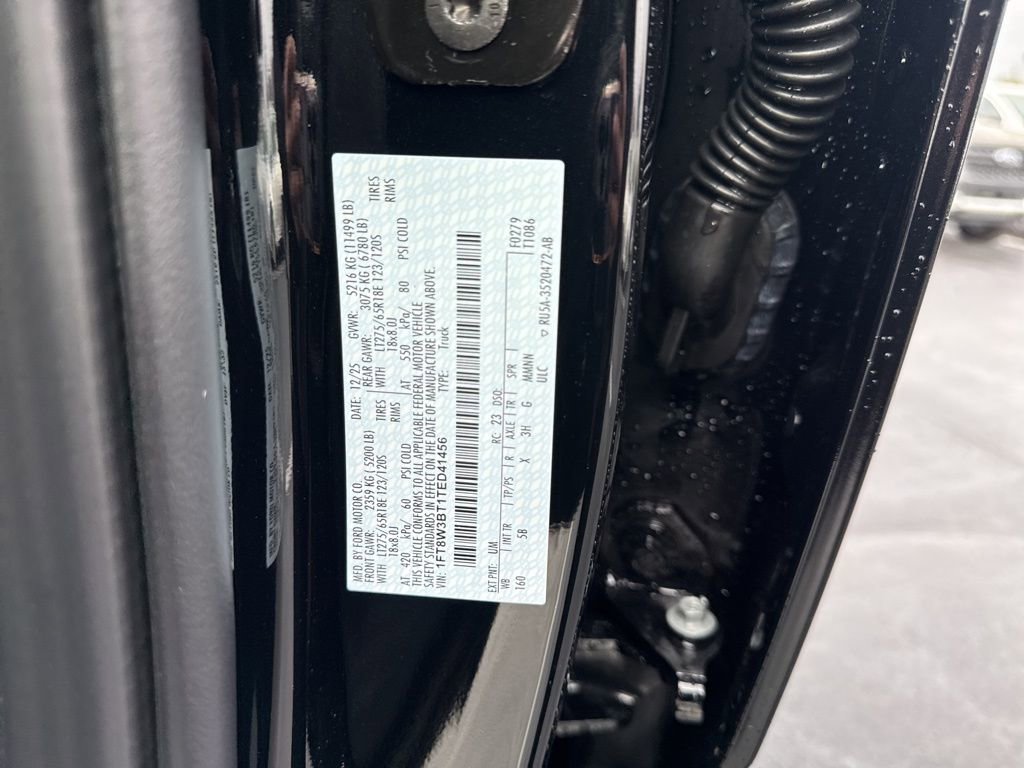 MFD. BY FORD MOTOR CO. DATE: 12/25 GVWR: 5216 KG (11499 LB)
FRONT GAWR: 2359 KG (5200 LB) REAR GAWR: 3075 KG (6780 LB)
WITH LT275/65R18E 123/120S TIRES WITH LT275/65R18E 123/120S TIRES
18x8.0J RIMS 18x8.0J RIMS
AT 420 kPa/ 60 PSI COLD AT 550 kPa/ 80 PSI COLD
THIS VEHICLE CONFORMS TO ALL APPLICABLE FEDERAL MOTOR VEHICLE
SAFETY STANDARDS IN EFFECT ON THE DATE OF MANUFACTURE SHOWN ABOVE.
VIN: 1FT8W3BT1TED41456 TYPE: Truck
EXT PNT: UM RC: 23 DSO: F0279
WB INT TR TP/PS R AXLE TR SPR T1086
160 5B X 3H G MMNN
ULC ▽ RU5A-3520472-AB
10